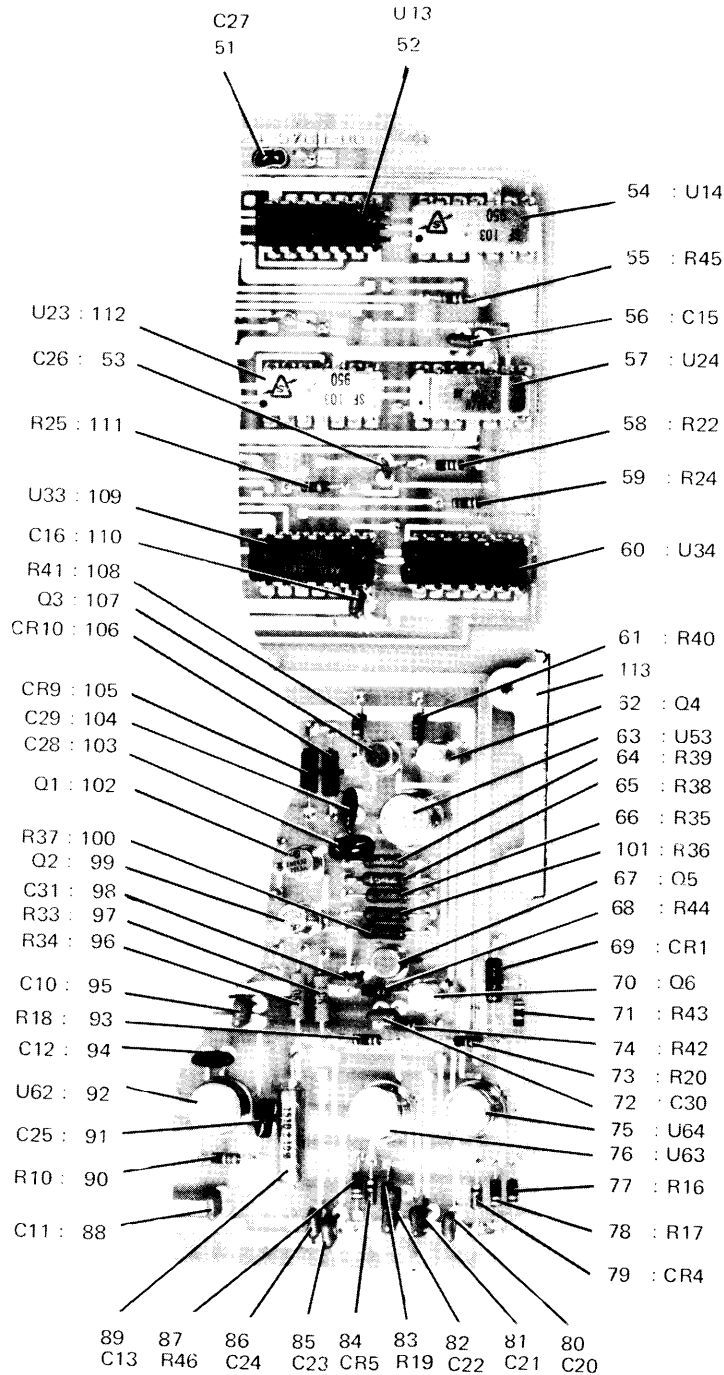 C27 U13
51 52
54 : U14
55 : R45
56 : C15
U23 : 112
57 : U24
C26 : 53
R25 : 111
58 : R22
59 : R24
U33 : 109
C16 : 110
60 : U34
R41 : 108
Q3 : 107
CR10 : 106
61 : R40
113
CR9 : 105
62 : Q4
C29 : 104
63 : U53
C28 : 103
64 : R39
Q1 : 102
65 : R38
66 : R35
R37 : 100
101 : R36
Q2 : 99
67 : Q5
C31 : 98
68 : R44
R33 : 97
69 : CR1
R34 : 96
70 : Q6
C10 : 95
71 : R43
R18 : 93
74 : R42
C12 : 94
73 : R20
72 : C30
U62 : 92
75 : U64
C25 : 91
76 : U63
R10 : 90
77 : R16
C11 : 88
78 : R17
79 : CR4
89 87 86 85 84 83 82 81 80
C13 R46 C24 C23 CR5 R19 C22 C21 C20
950
SF 103
950
SF 103